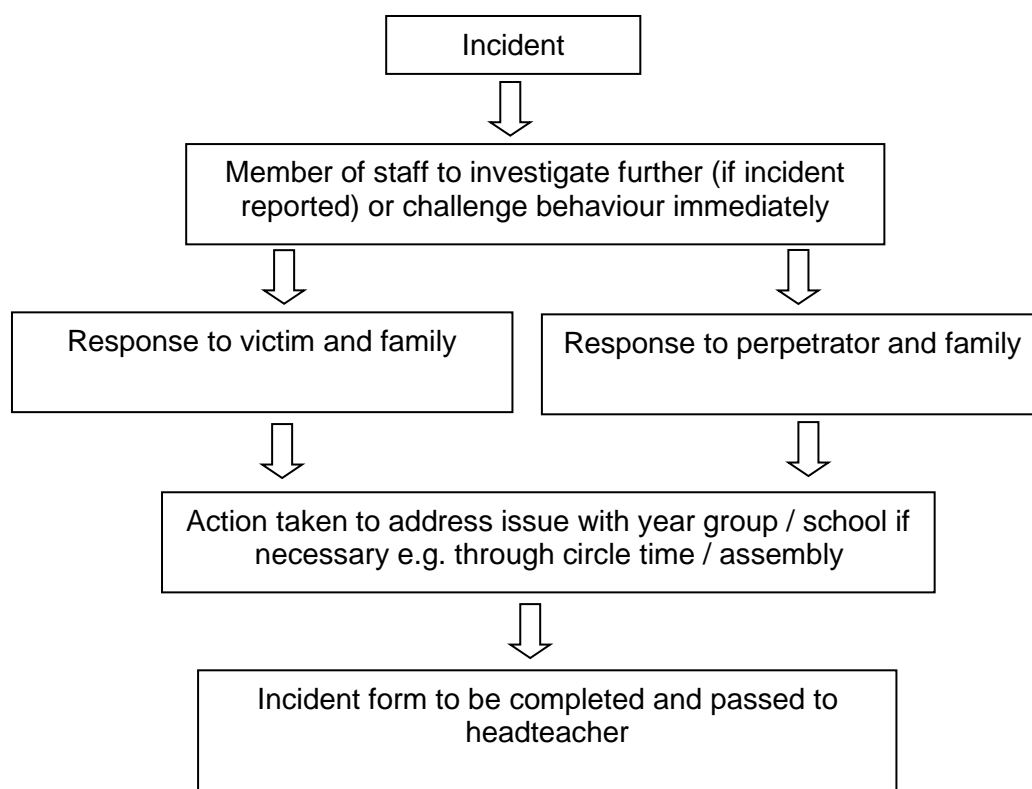 Incident
Member of staff to investigate further (if incident
reported) or challenge behaviour immediately
Response to victim and family
Response to perpetrator and family
Action taken to address issue with year group / school if
necessary e.g. through circle time / assembly
Incident form to be completed and passed to
headteacher